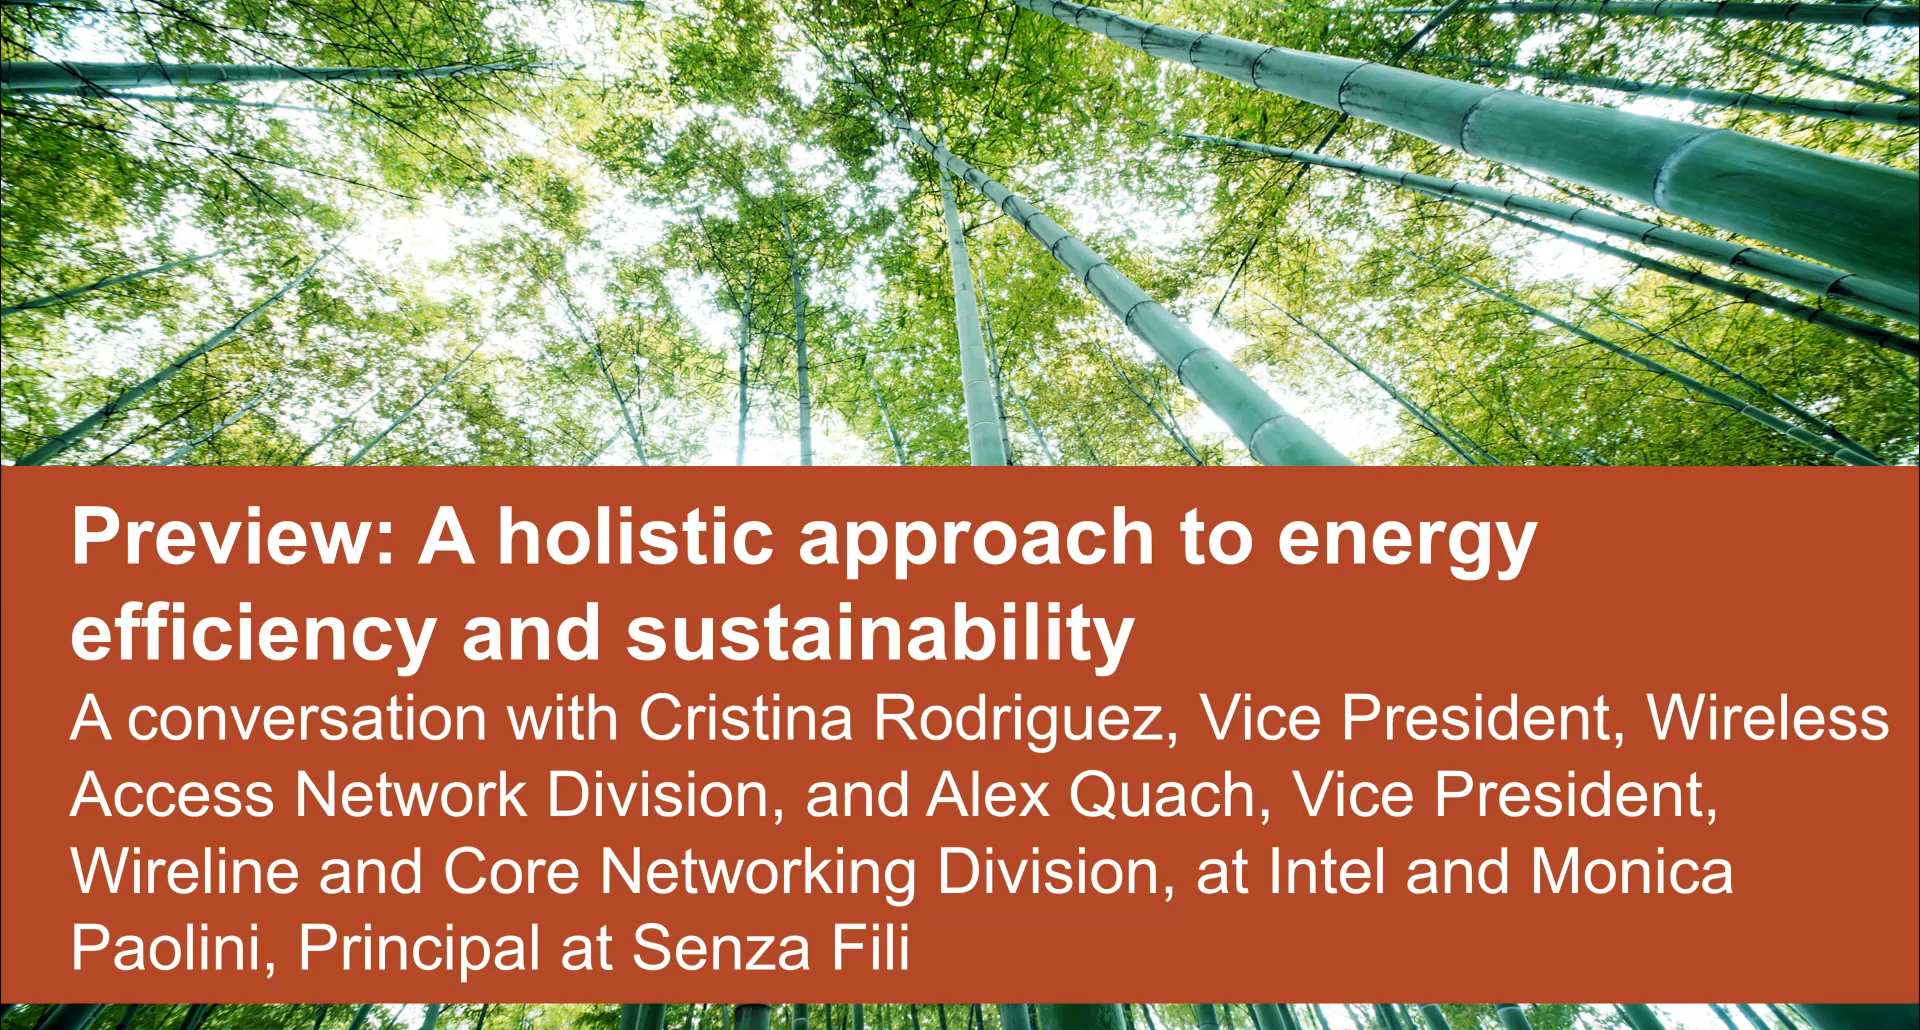 Preview: A holistic approach to energy
efficiency and sustainability
A conversation with Cristina Rodriguez, Vice President, Wireless
Access Network Division, and Alex Quach, Vice President,
Wireline and Core Networking Division, at Intel and Monica
Paolini, Principal at Senza Fili